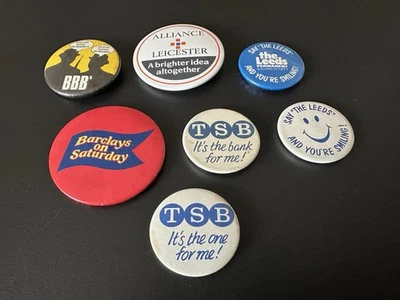 BBB'
ALLIANCE
LEICESTER
A brighter idea
altogether
SAY "THE LEEDS"
the
Leeds
PERMANENT
AND YOU'RE SMILING!
Barclays
on
Saturday
TSB
It's the bank
for me!
SAY "THE LEEDS"
AND YOU'RE SMILING!
TSB
It's the one
for me!